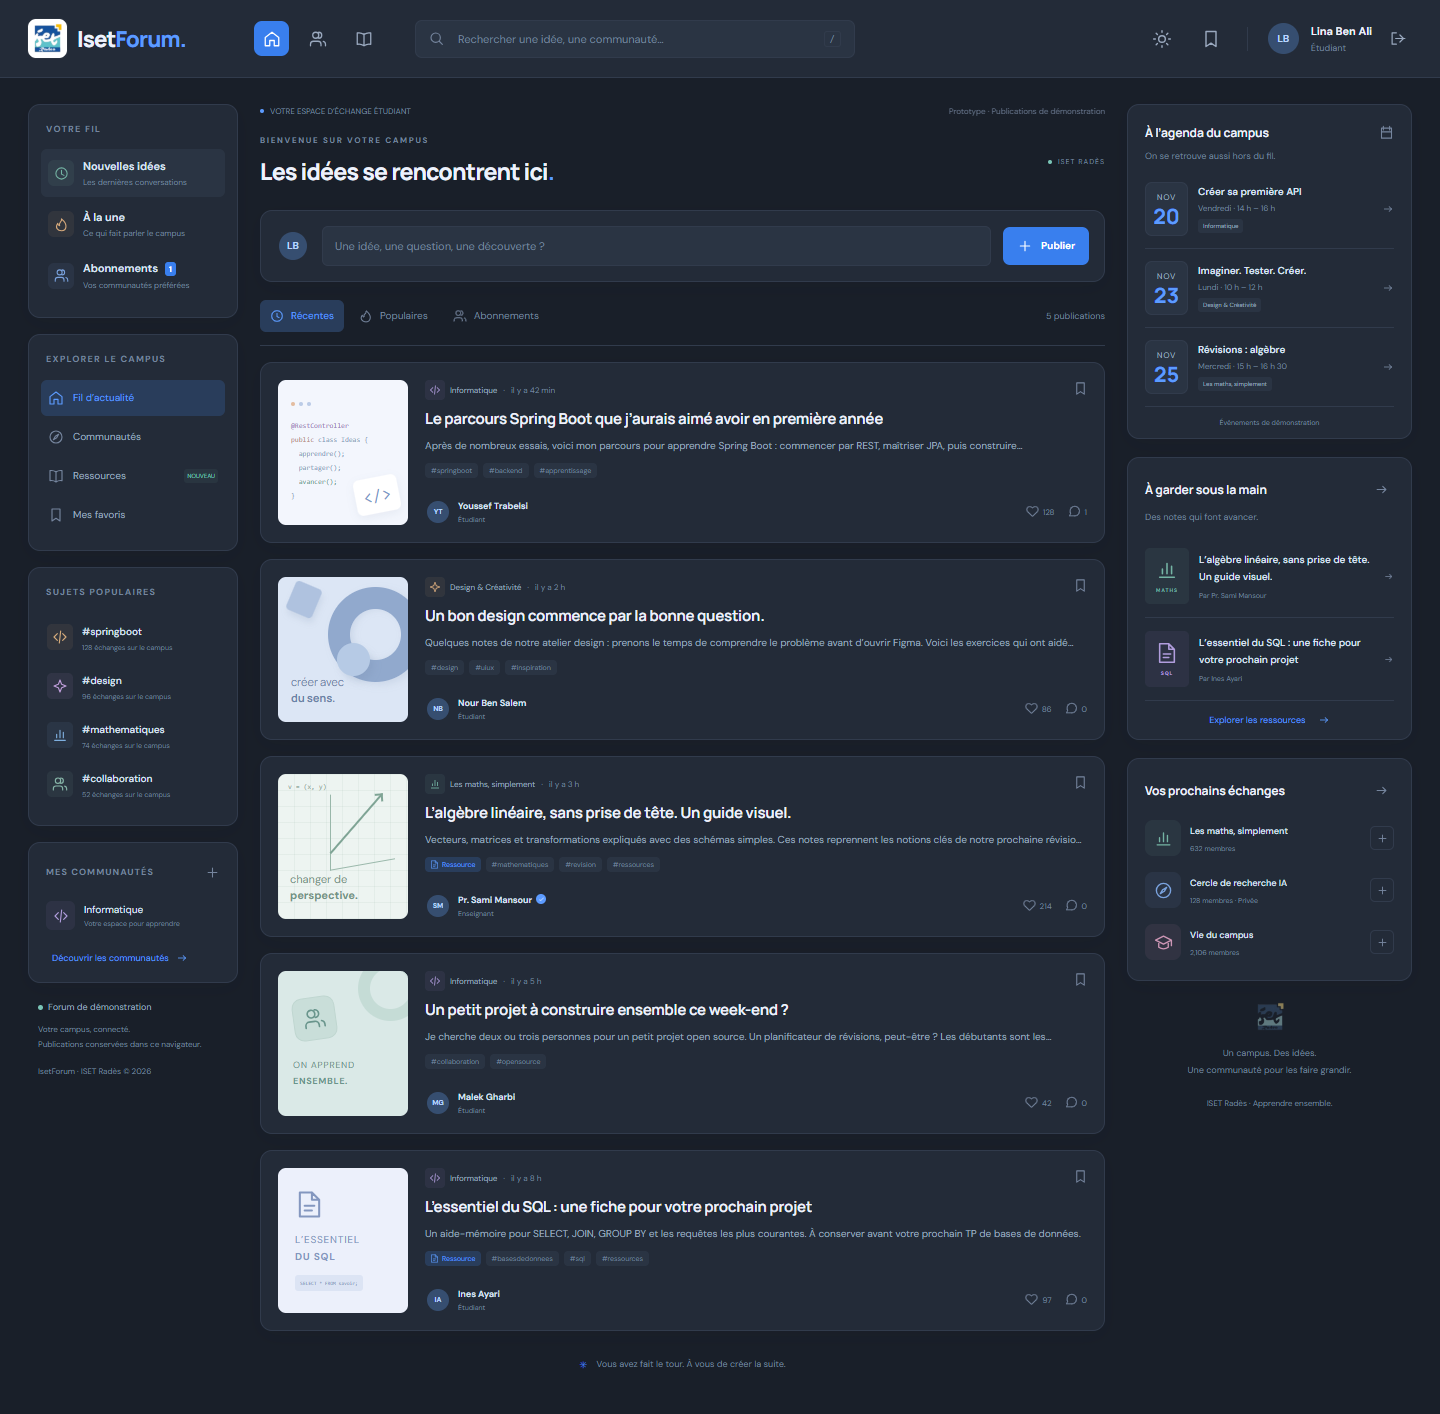 IsetForum.
Rechercher une idée, une communauté…
/
LB
Lina Ben Ali
Étudiant
VOTRE FIL
Nouvelles idées
Les dernières conversations
À la une
Ce qui fait parler le campus
Abonnements 1
Vos communautés préférées
EXPLORER LE CAMPUS
Fil d'actualité
Communautés
Ressources NOUVEAU
Mes favoris
SUJETS POPULAIRES
#springboot
128 échanges sur le campus
#design
96 échanges sur le campus
#mathematiques
74 échanges sur le campus
#collaboration
52 échanges sur le campus
MES COMMUNAUTÉS
Informatique
Votre espace pour apprendre
Découvrir les communautés →
Forum de démonstration
Votre campus, connecté.
Publications conservées dans ce navigateur.
IsetForum · ISET Radès © 2026
VOTRE ESPACE D'ÉCHANGE ÉTUDIANT
Prototype · Publications de démonstration
BIENVENUE SUR VOTRE CAMPUS
Les idées se rencontrent ici.
ISET RADÈS
LB
Une idée, une question, une découverte ?
+ Publier
Récentes
Populaires
Abonnements
5 publications
@RestController
public class Ideas {
apprendre();
partager();
avancer();
}
</>
Informatique · il y a 42 min
Le parcours Spring Boot que j'aurais aimé avoir en première année
Après de nombreux essais, voici mon parcours pour apprendre Spring Boot : commencer par REST, maîtriser JPA, puis construire…
#springboot #backend #apprentissage
YT
Youssef Trabelsi
Étudiant
128 1
créer avec
du sens.
Design & Créativité · il y a 2 h
Un bon design commence par la bonne question.
Quelques notes de notre atelier design : prenons le temps de comprendre le problème avant d'ouvrir Figma. Voici les exercices qui ont aidé…
#design #uiux #inspiration
NB
Nour Ben Salem
Étudiant
86 0
v = (x, y)
changer de
perspective.
Les maths, simplement · il y a 3 h
L'algèbre linéaire, sans prise de tête. Un guide visuel.
Vecteurs, matrices et transformations expliqués avec des schémas simples. Ces notes reprennent les notions clés de notre prochaine révisio…
Ressource #mathematiques #revision #ressources
SM
Pr. Sami Mansour
Enseignant
214 0
ON APPREND
ENSEMBLE.
Informatique · il y a 5 h
Un petit projet à construire ensemble ce week-end ?
Je cherche deux ou trois personnes pour un petit projet open source. Un planificateur de révisions, peut-être ? Les débutants sont les…
#collaboration #opensource
MG
Malek Gharbi
Étudiant
42 0
L'ESSENTIEL
DU SQL
SELECT * FROM savoir;
Informatique · il y a 8 h
L'essentiel du SQL : une fiche pour votre prochain projet
Un aide-mémoire pour SELECT, JOIN, GROUP BY et les requêtes les plus courantes. À conserver avant votre prochain TP de bases de données.
Ressource #basesdedonnees #sql #ressources
IA
Ines Ayari
Étudiant
97 0
Vous avez fait le tour. À vous de créer la suite.
À l'agenda du campus
On se retrouve aussi hors du fil.
NOV
20
Créer sa première API
Vendredi · 14 h – 16 h
Informatique
NOV
23
Imaginer. Tester. Créer.
Lundi · 10 h – 12 h
Design & Créativité
NOV
25
Révisions : algèbre
Mercredi · 15 h – 16 h 30
Les maths, simplement
Événements de démonstration
À garder sous la main →
Des notes qui font avancer.
MATHS
L'algèbre linéaire, sans prise de tête.
Un guide visuel.
Par Pr. Sami Mansour
SQL
L'essentiel du SQL : une fiche pour
votre prochain projet
Par Ines Ayari
Explorer les ressources →
Vos prochains échanges →
Les maths, simplement
632 membres
Cercle de recherche IA
128 membres · Privée
Vie du campus
2,106 membres
Un campus. Des idées.
Une communauté pour les faire grandir.
ISET Radès · Apprendre ensemble.